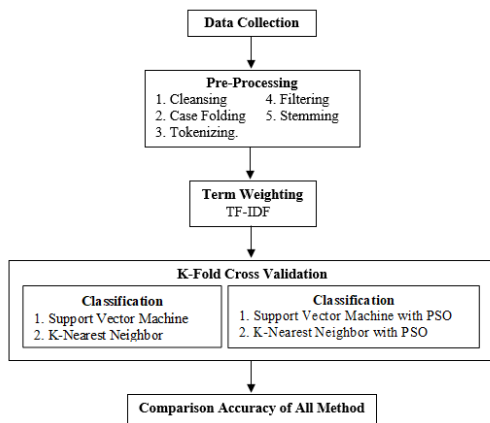 Data Collection
Pre-Processing
1. Cleansing
2. Case Folding
3. Tokenizing.
4. Filtering
5. Stemming
Term Weighting
TF-IDF
K-Fold Cross Validation
Classification
1. Support Vector Machine
2. K-Nearest Neighbor
Classification
1. Support Vector Machine with PSO
2. K-Nearest Neighbor with PSO
Comparison Accuracy of All Method